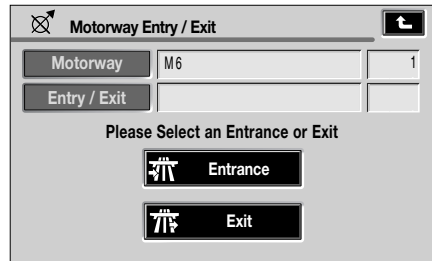 Motorway Entry / Exit
Motorway M6 1
Entry / Exit
Please Select an Entrance or Exit
Entrance
Exit